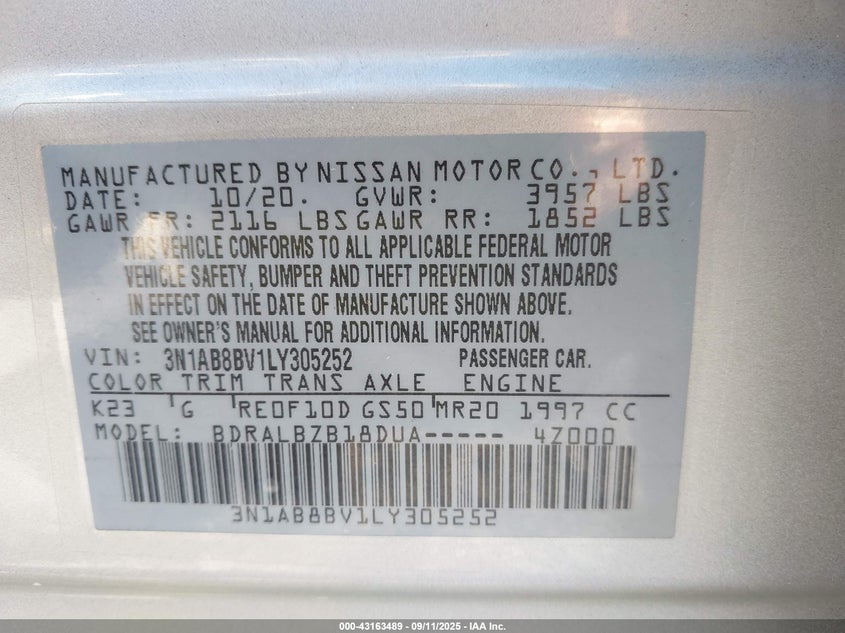 MANUFACTURED BY NISSAN MOTOR CO., LTD.
DATE: 10/20. GVWR: 3957 LBS
GAWR FR: 2116 LBS GAWR RR: 1852 LBS
THIS VEHICLE CONFORMS TO ALL APPLICABLE FEDERAL MOTOR
VEHICLE SAFETY, BUMPER AND THEFT PREVENTION STANDARDS
IN EFFECT ON THE DATE OF MANUFACTURE SHOWN ABOVE.
SEE OWNER'S MANUAL FOR ADDITIONAL INFORMATION.
VIN: 3N1AB8BV1LY305252 PASSENGER CAR.
COLOR TRIM TRANS AXLE ENGINE
K23 G RE0F10D GS50 MR20 1997 CC
MODEL: BDRALBZB18DUA----- 4Z000
3N1AB8BV1LY305252
000-43163489 - 09/11/2025 - IAA Inc.